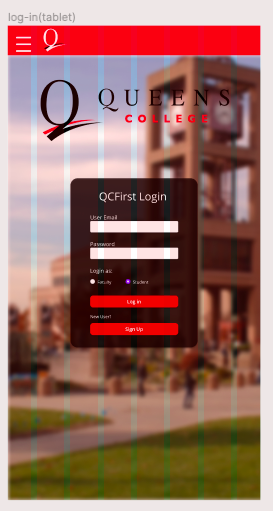 log-in(tablet)
QUEENS
COLLEGE
QCFirst Login
User Email
Password
Login as:
Faculty Student
Log in
New User?
Sign Up